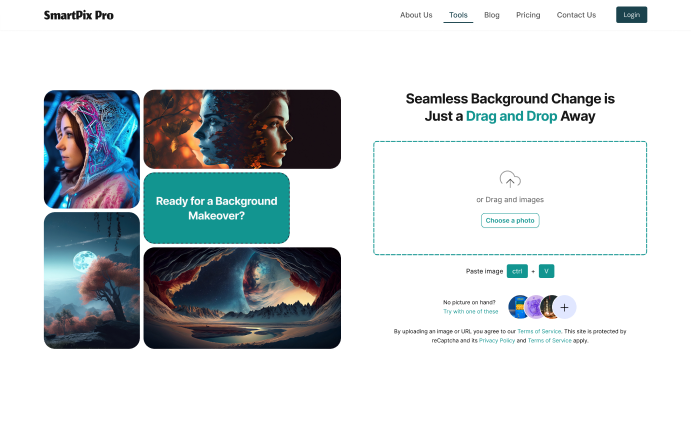 SmartPix Pro
About Us
Tools
Blog
Pricing
Contact Us
Login
Ready for a Background
Makeover?
Seamless Background Change is
Just a Drag and Drop Away
or Drag and images
Choose a photo
Paste image ctrl + V
No picture on hand?
Try with one of these
By uploading an image or URL you agree to our Terms of Service. This site is protected by
reCaptcha and its Privacy Policy and Terms of Service apply.